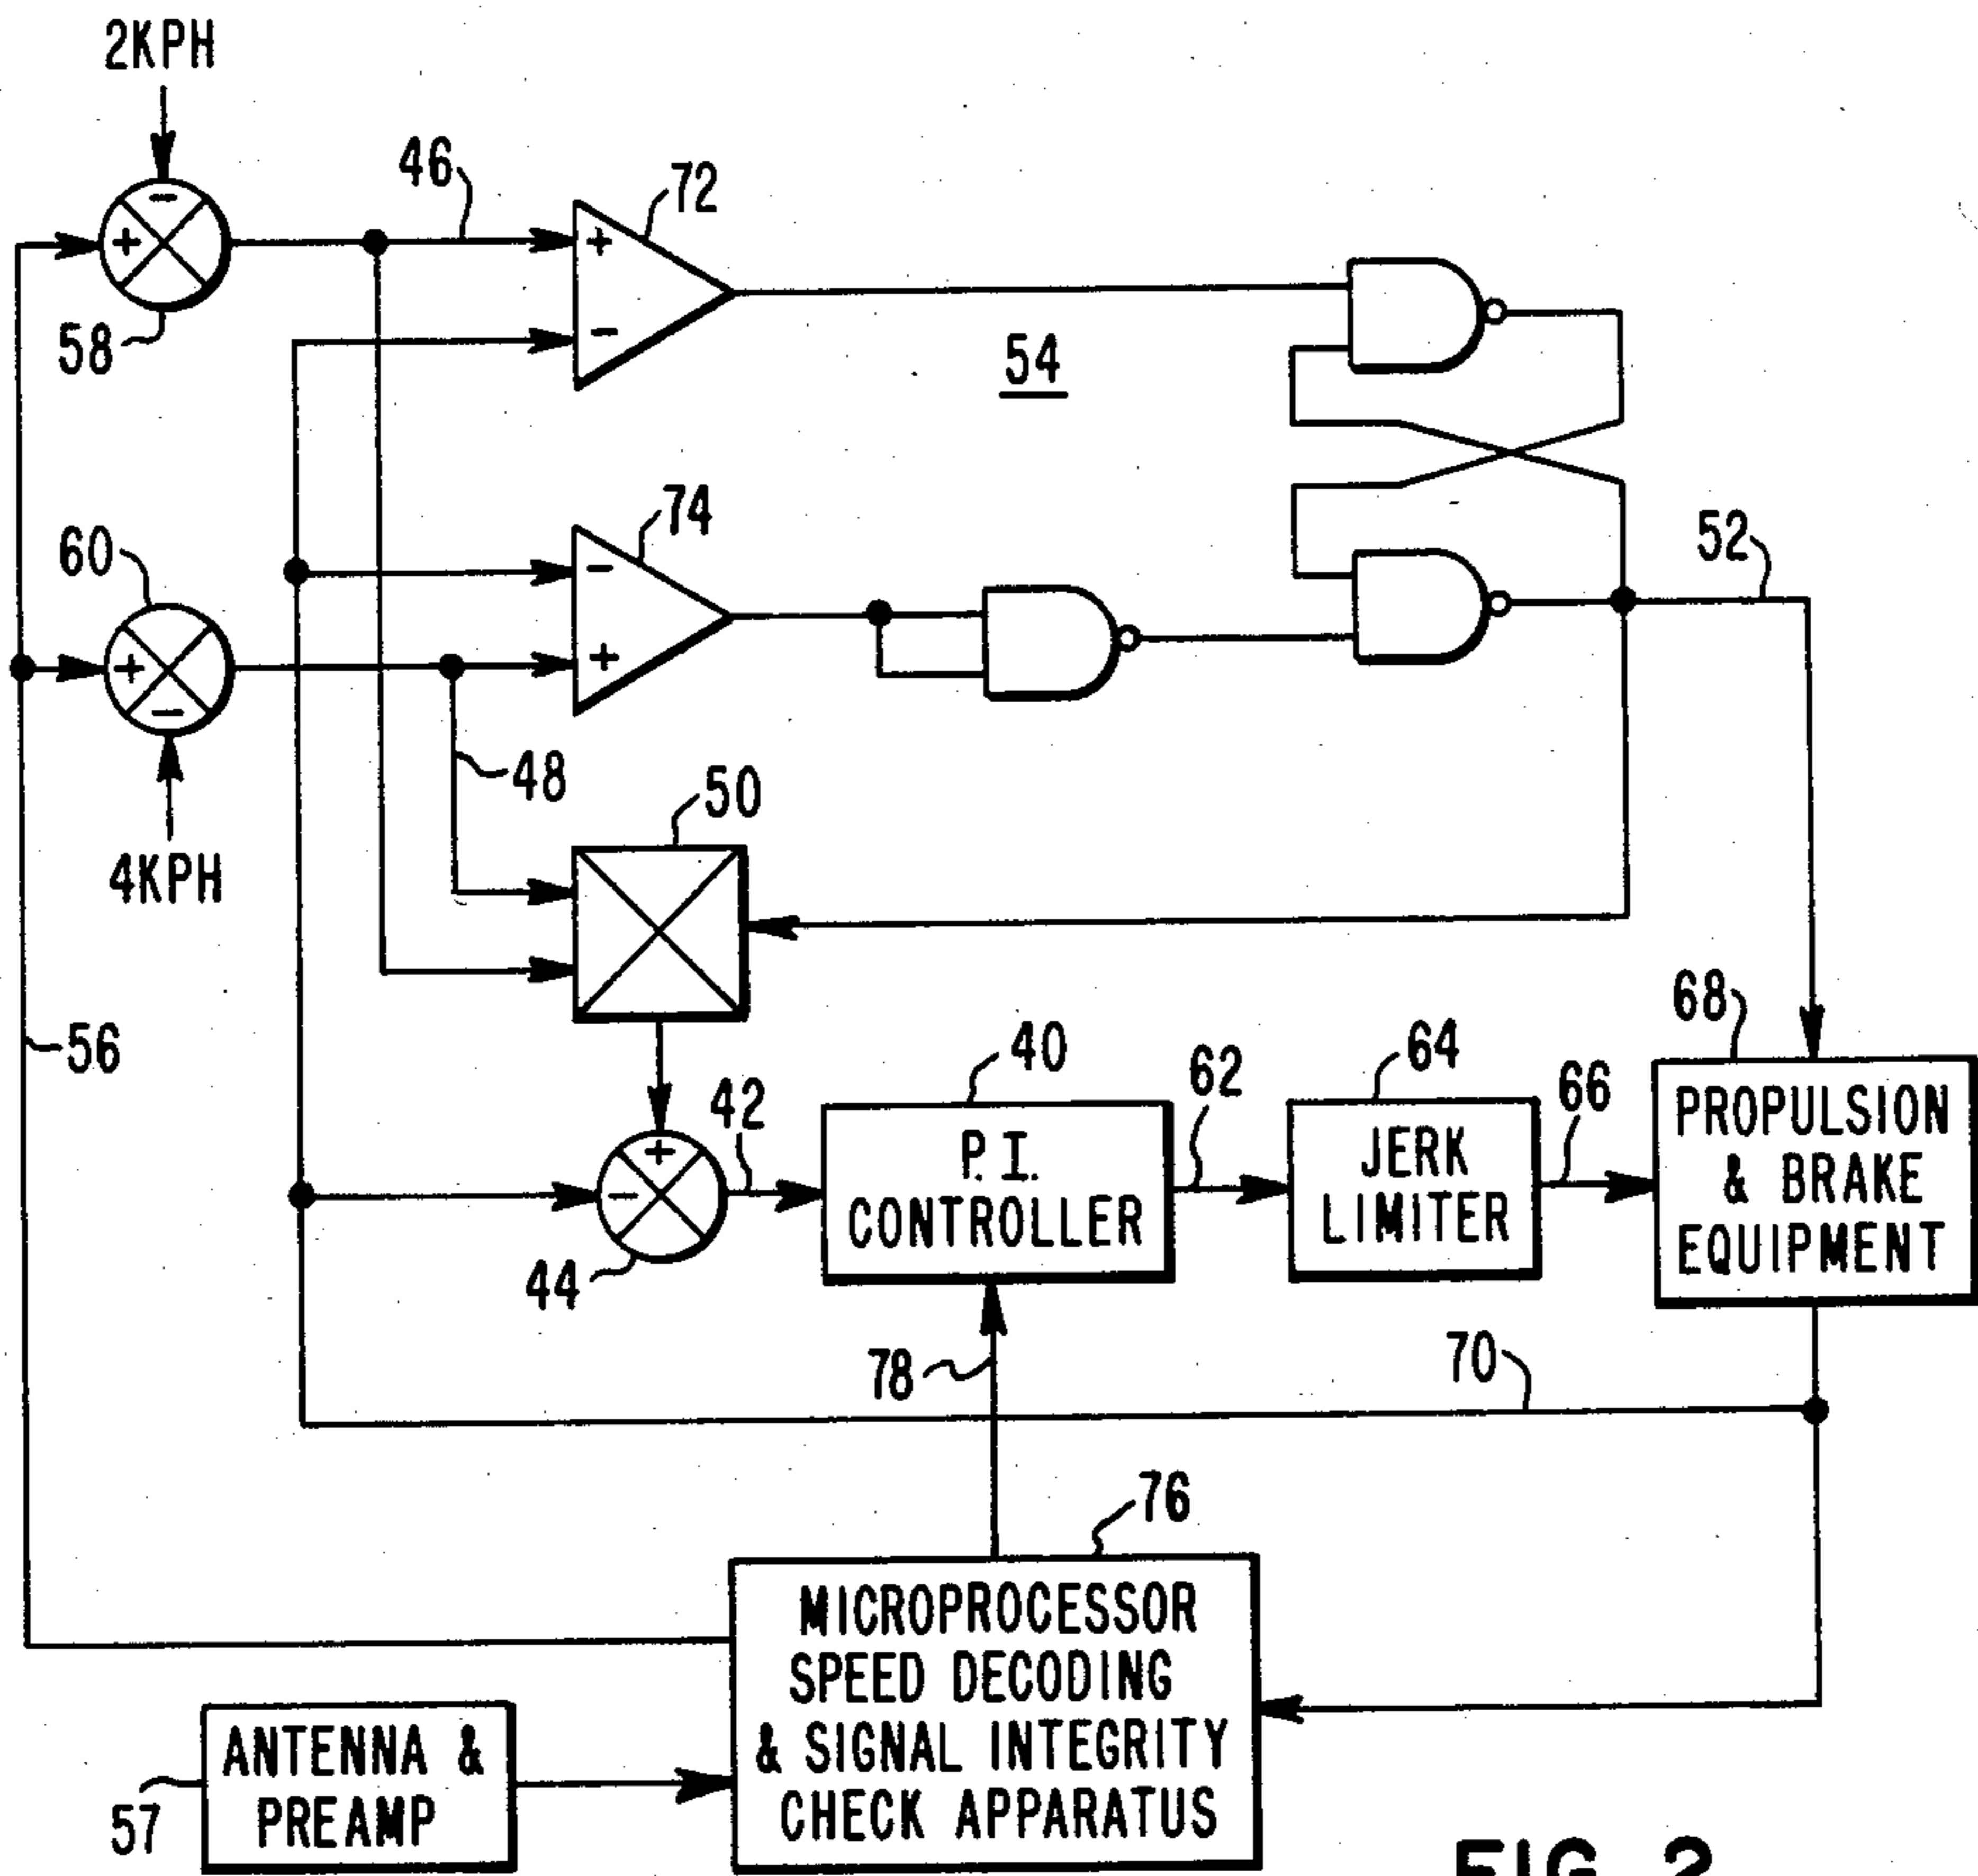 2KPH
46
72
-
+
+
58
-
54
60
74
52
-
+
+
-
48
50
4KPH
68
56
42
40
62
64
66
PROPULSION
& BRAKE
EQUIPMENT
+
-
P.I.
CONTROLLER
JERK
LIMITER
44
78
70
76
MICROPROCESSOR
SPEED DECODING
& SIGNAL INTEGRITY
CHECK APPARATUS
ANTENNA &
PREAMP
57
FIG. 2